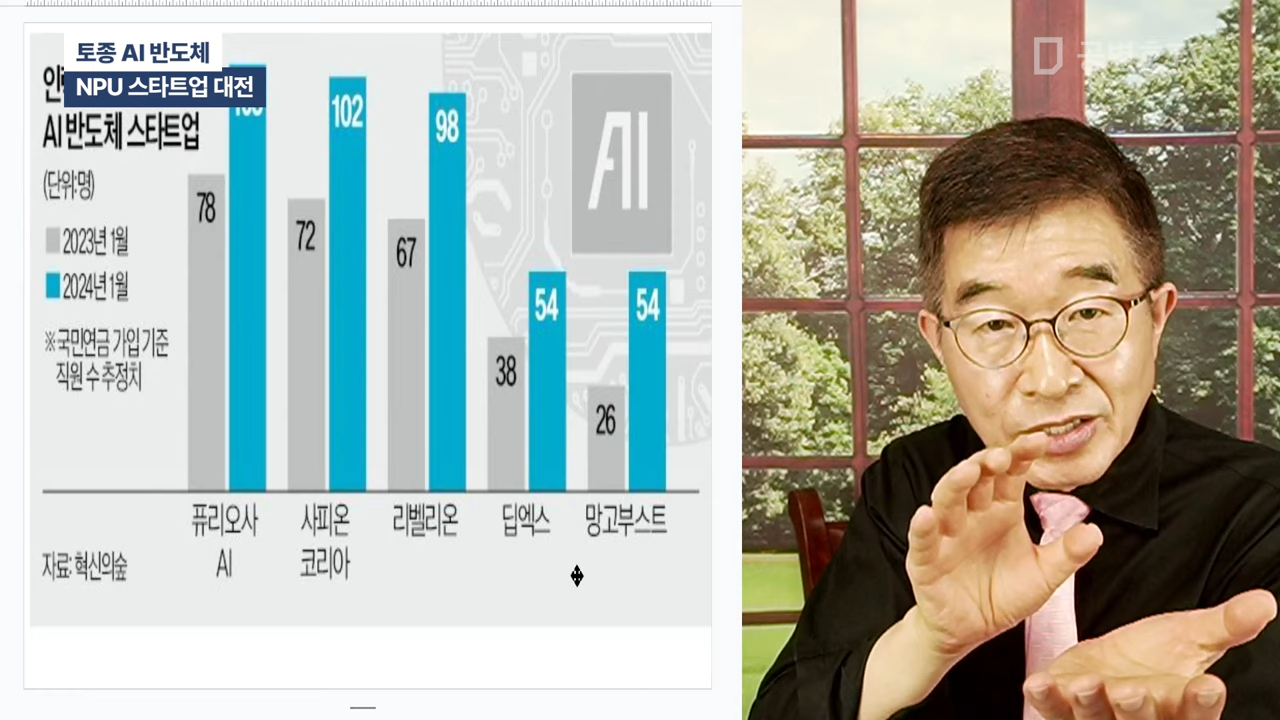 토종 AI 반도체
NPU 스타트업 대전
AI 반도체 스타트업
(단위:명)
2023년 1월
2024년 1월
※국민연금 가입 기준
직원 수 추정치
78
72
102
67
98
38
54
26
54
퓨리오사
AI
사피온
코리아
리벨리온
딥엑스
망고부스트
자료: 혁신의숲
AI